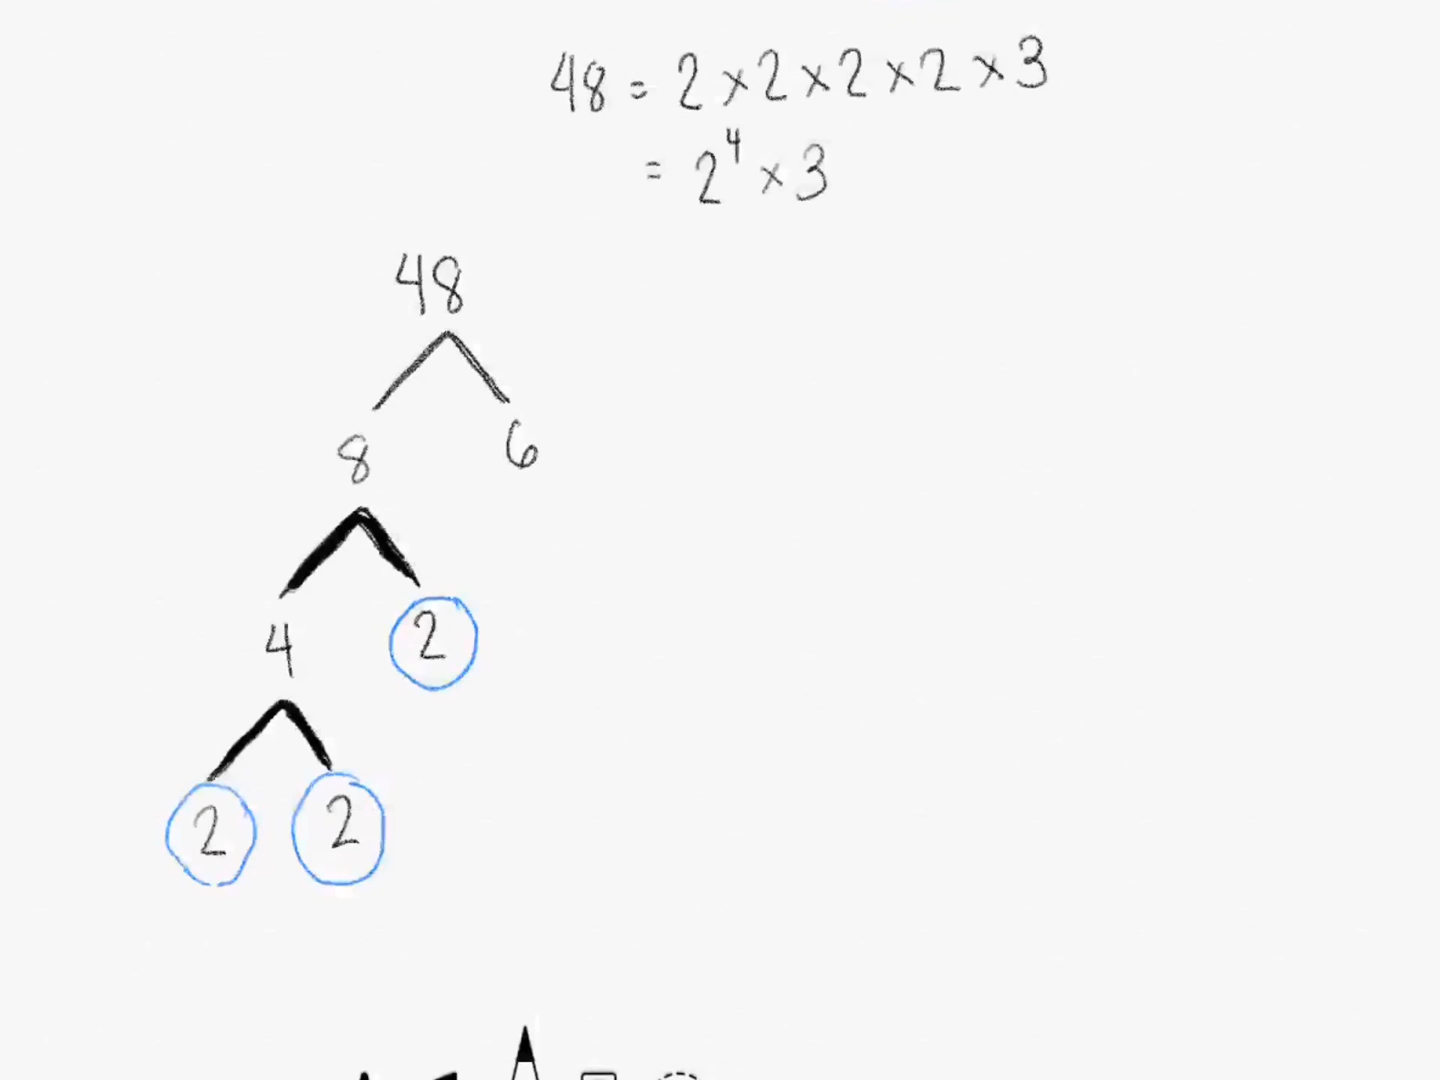 48 = 2 × 2 × 2 × 2 × 3
= 2⁴ × 3
48
8 6
4 2
2 2